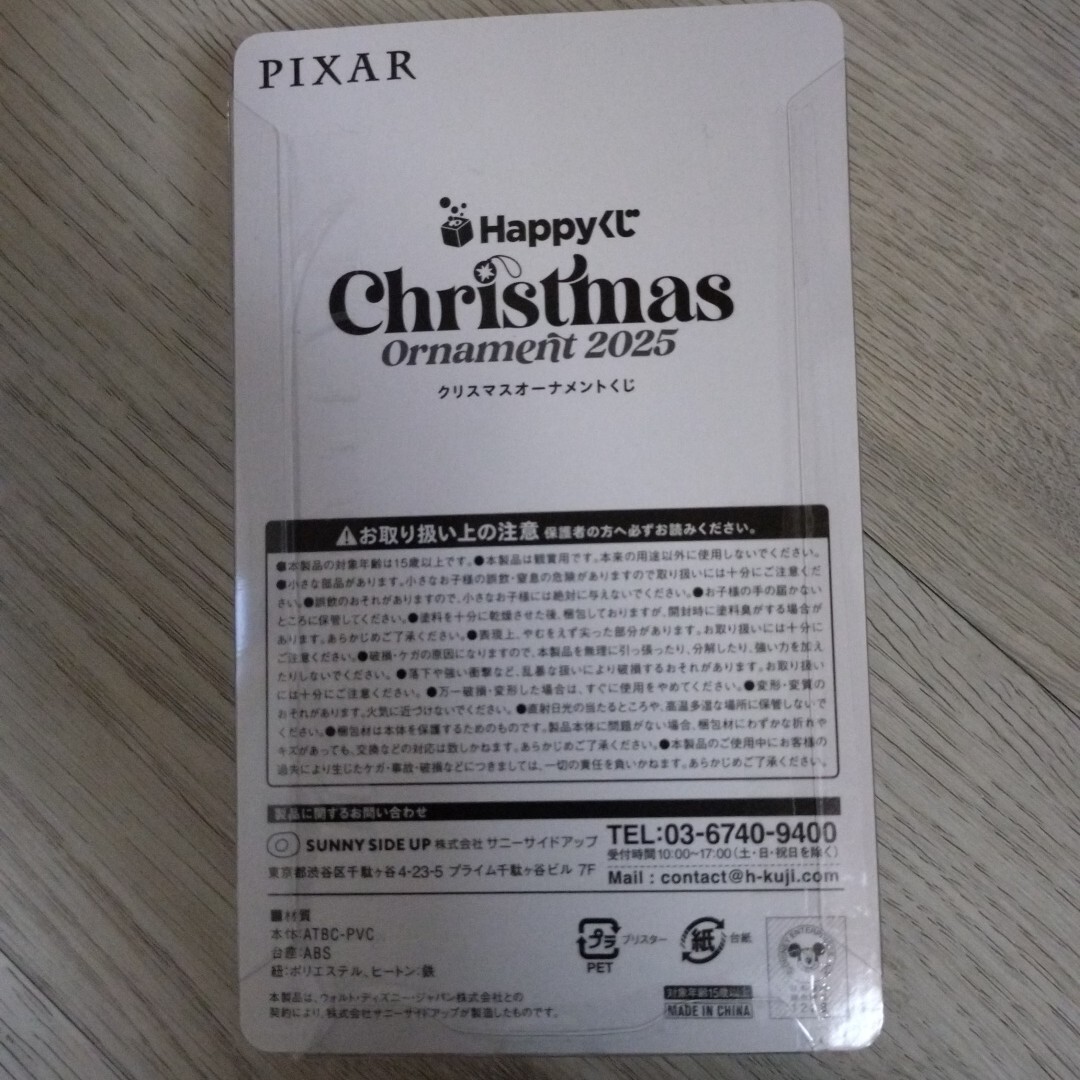 PIXAR
Happyくじ
Christmas
Ornament 2025
クリスマスオーナメントくじ
お取り扱い上の注意 保護者の方へ必ずお読みください。
●本製品の対象年齢は15歳以上です。●本製品は観賞用です。本来の用途以外に使用しないでください。
●小さな部品があります。小さなお子様の誤飲・窒息の危険がありますので取り扱いには十分にご注意くだ
さい。●誤飲のおそれがありますので、小さなお子様には絶対に与えないでください。●お子様の手の届かない
ところに保管してください。●塗料を十分に乾燥させた後、梱包しておりますが、開封時に塗料臭がする場合が
あります。あらかじめご了承ください。●表現上、やむをえず尖った部分があります。お取り扱いには十分に
ご注意ください。●破損・ケガの原因になりますので、本製品を無理に引っ張ったり、分解したり、強い力を加え
たりしないでください。●落下や強い衝撃など、乱暴な扱いにより破損するおそれがあります。お取り扱い
には十分にご注意ください。●万一破損・変形した場合は、すぐに使用をやめてください。●変形・変質の
おそれがあります。火気に近づけないでください。●直射日光の当たるところや、高温多湿な場所に保管しないで
ください。●梱包材は本体を保護するためのものです。製品本体に問題がない場合、梱包材にわずかな折れや
キズがあっても、交換などの対応は致しかねます。あらかじめご了承ください。●本製品のご使用中にお客様の
過失により生じたケガ・事故・破損などにつきましては、一切の責任を負いかねます。あらかじめご了承ください。
製品に関するお問い合わせ
SUNNY SIDE UP 株式会社 サニーサイドアップ
東京都渋谷区千駄ヶ谷4-23-5 プライム千駄ヶ谷ビル 7F
TEL:03-6740-9400
受付時間10:00~17:00(土・日・祝日を除く)
Mail : contact@h-kuji.com
■材質
本体:ATBC-PVC
台座:ABS
紐:ポリエステル、ヒートン:鉄
本製品は、ウォルト・ディズニー・ジャパン株式会社との
契約により、株式会社サニーサイドアップが製造したものです。
プラ ブリスター
PET
紙 台紙
対象年齢15歳以上
MADE IN CHINA